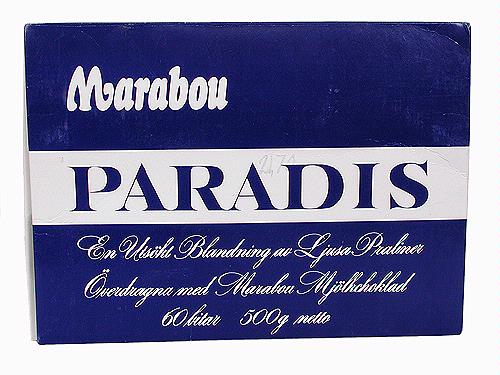 Marabou
PARADIS
En Utsökt Blandning av Ljusa Praliner
Överdragna med Marabou Mjölkchoklad
60 bitar 500g netto